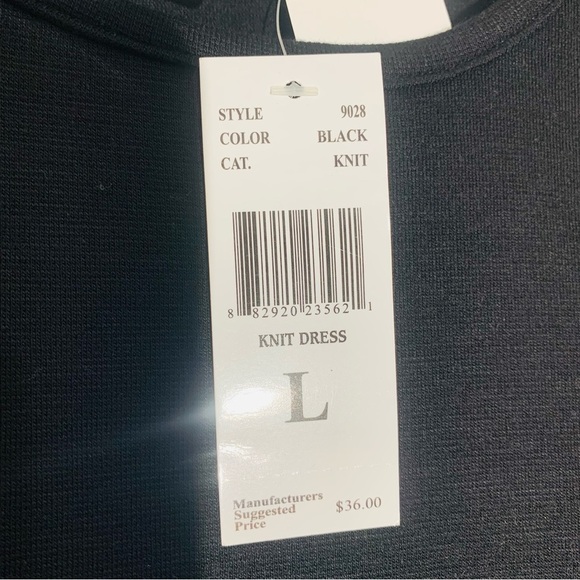 STYLE 9028
COLOR BLACK
CAT. KNIT
8 82920 23562 1
KNIT DRESS
L
Manufacturers
Suggested
Price $36.00